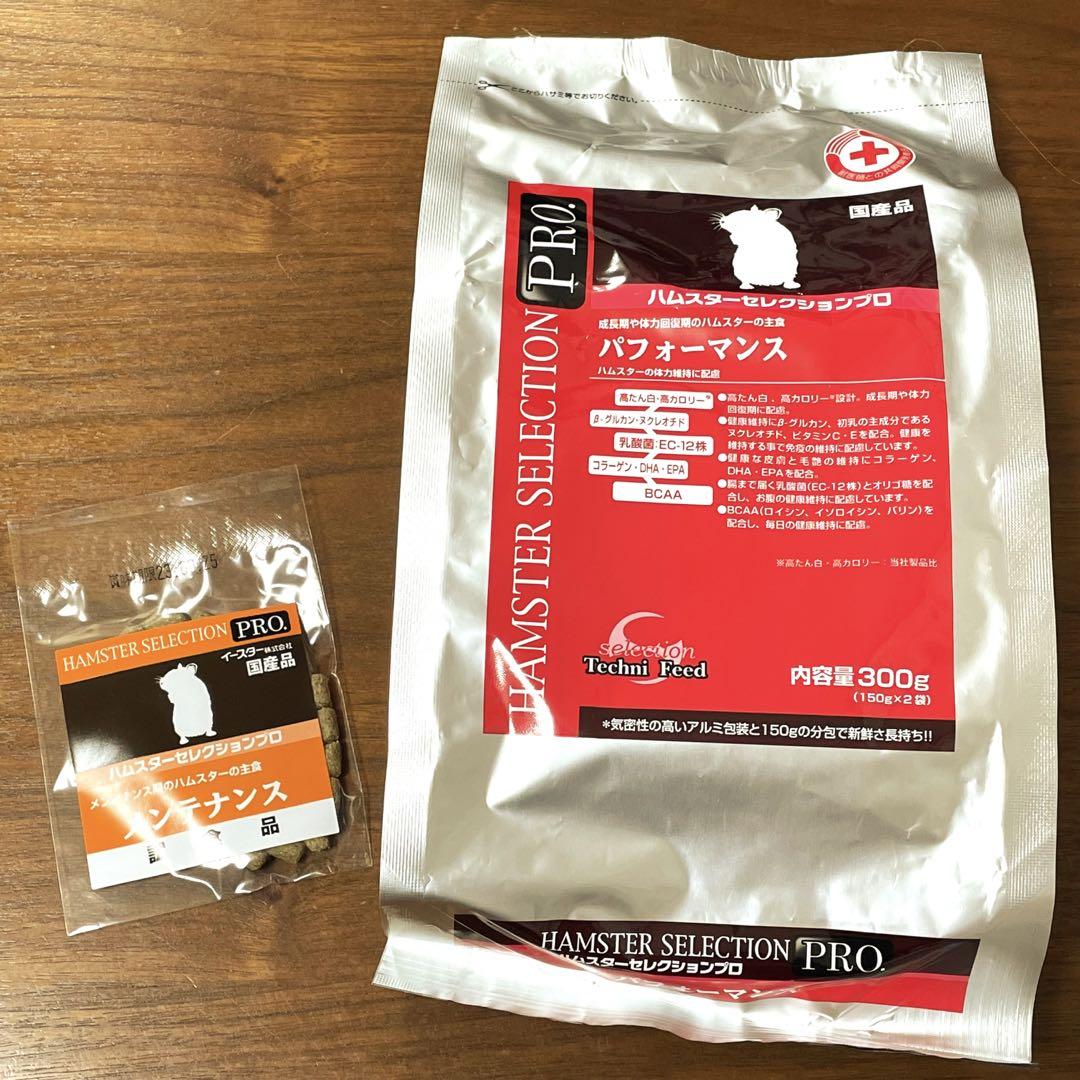 ここからハサミ等でお切りください。
国産品
HAMSTER SELECTION PRO.
ハムスターセレクションプロ
成長期や体力回復期のハムスターの主食
パフォーマンス
ハムスターの体力維持に配慮
高たん白・高カロリー※
β-グルカン・ヌクレオチド
乳酸菌:EC-12株
コラーゲン・DHA・EPA
BCAA
●高たん白、高カロリー※設計。成長期や体力
回復期に配慮。
●健康維持にβ-グルカン、初乳の主成分である
ヌクレオチド、ビタミンC・Eを配合。健康を
維持する事で免疫の維持に配慮しています。
●健康な皮膚と毛艶の維持にコラーゲン、
DHA・EPAを配合。
●腸まで届く乳酸菌(EC-12株)とオリゴ糖を配
合し、お腹の健康維持に配慮しています。
●BCAA(ロイシン、イソロイシン、バリン)を
配合し、毎日の健康維持に配慮。
※高たん白・高カロリー:当社製品比
selection
Techni Feed
内容量300g
(150g×2袋)
*気密性の高いアルミ包装と150gの分包で新鮮さ長持ち!!
HAMSTER SELECTION PRO.
ハムスターセレクションプロ
パフォーマンス
HAMSTER SELECTION PRO.
イースター株式会社
国産品
ハムスターセレクションプロ
メンテナンス期のハムスターの主食
メンテナンス
品